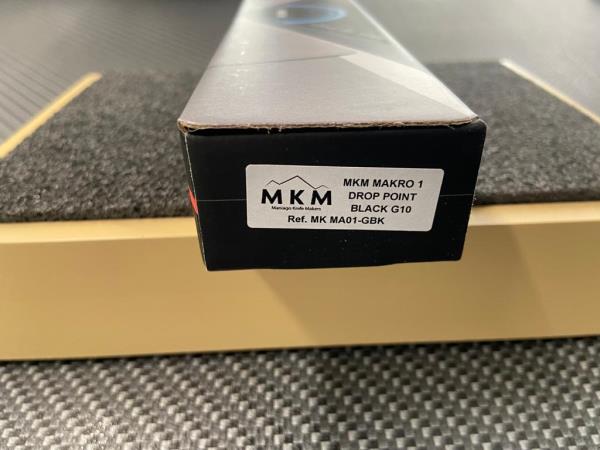 MKM
Maniago Knife Makers
MKM MAKRO 1
DROP POINT
BLACK G10
Ref. MK MA01-GBK